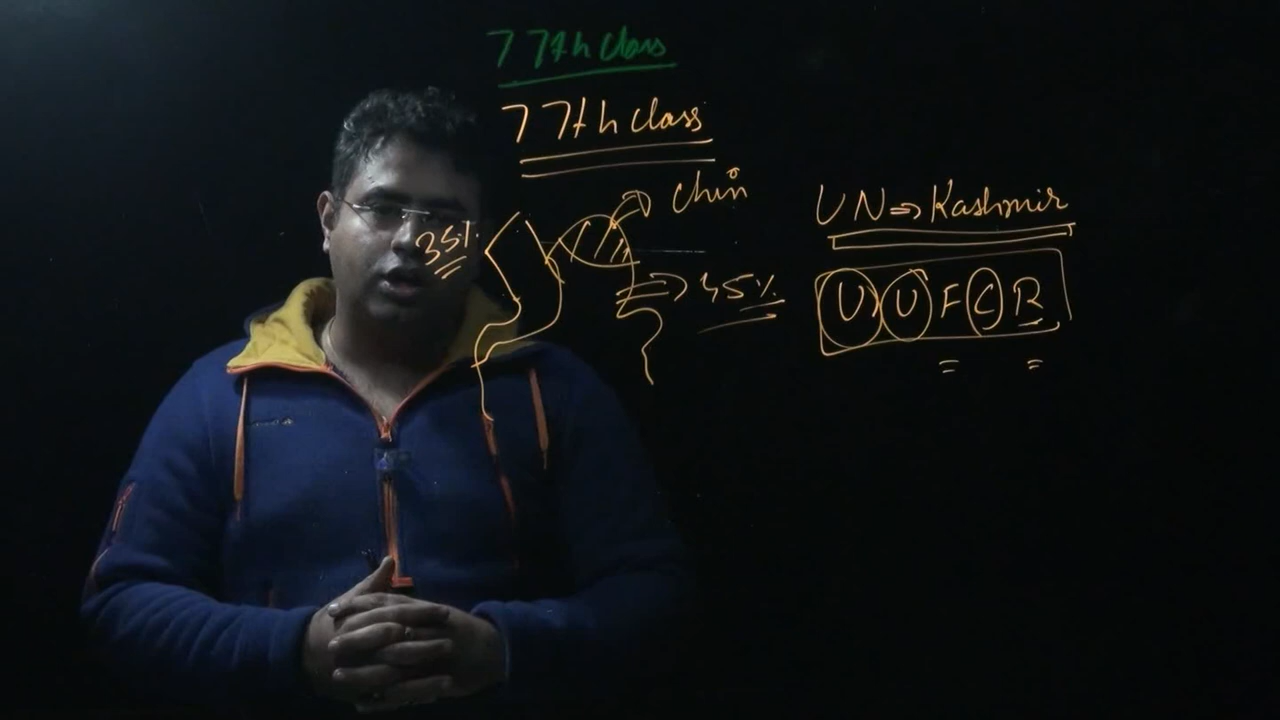 77th class
77th class
Chin
UN ⇒ Kashmir
35%
45%
U U F C R